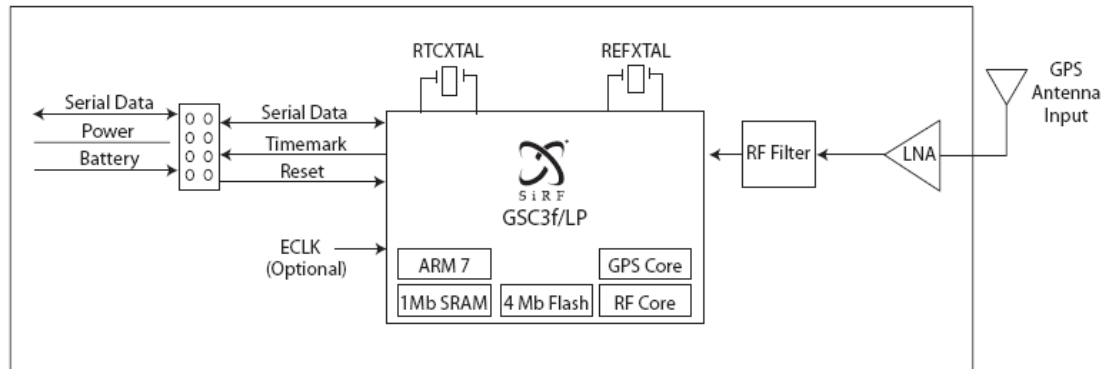 RTCXTAL
REFXTAL
GPS
Antenna
Input
Serial Data
Power
Battery
Serial Data
Timemark
Reset
RF Filter
LNA
SiRF
GSC3f/LP
ECLK
(Optional)
ARM 7
GPS Core
1Mb SRAM
4 Mb Flash
RF Core